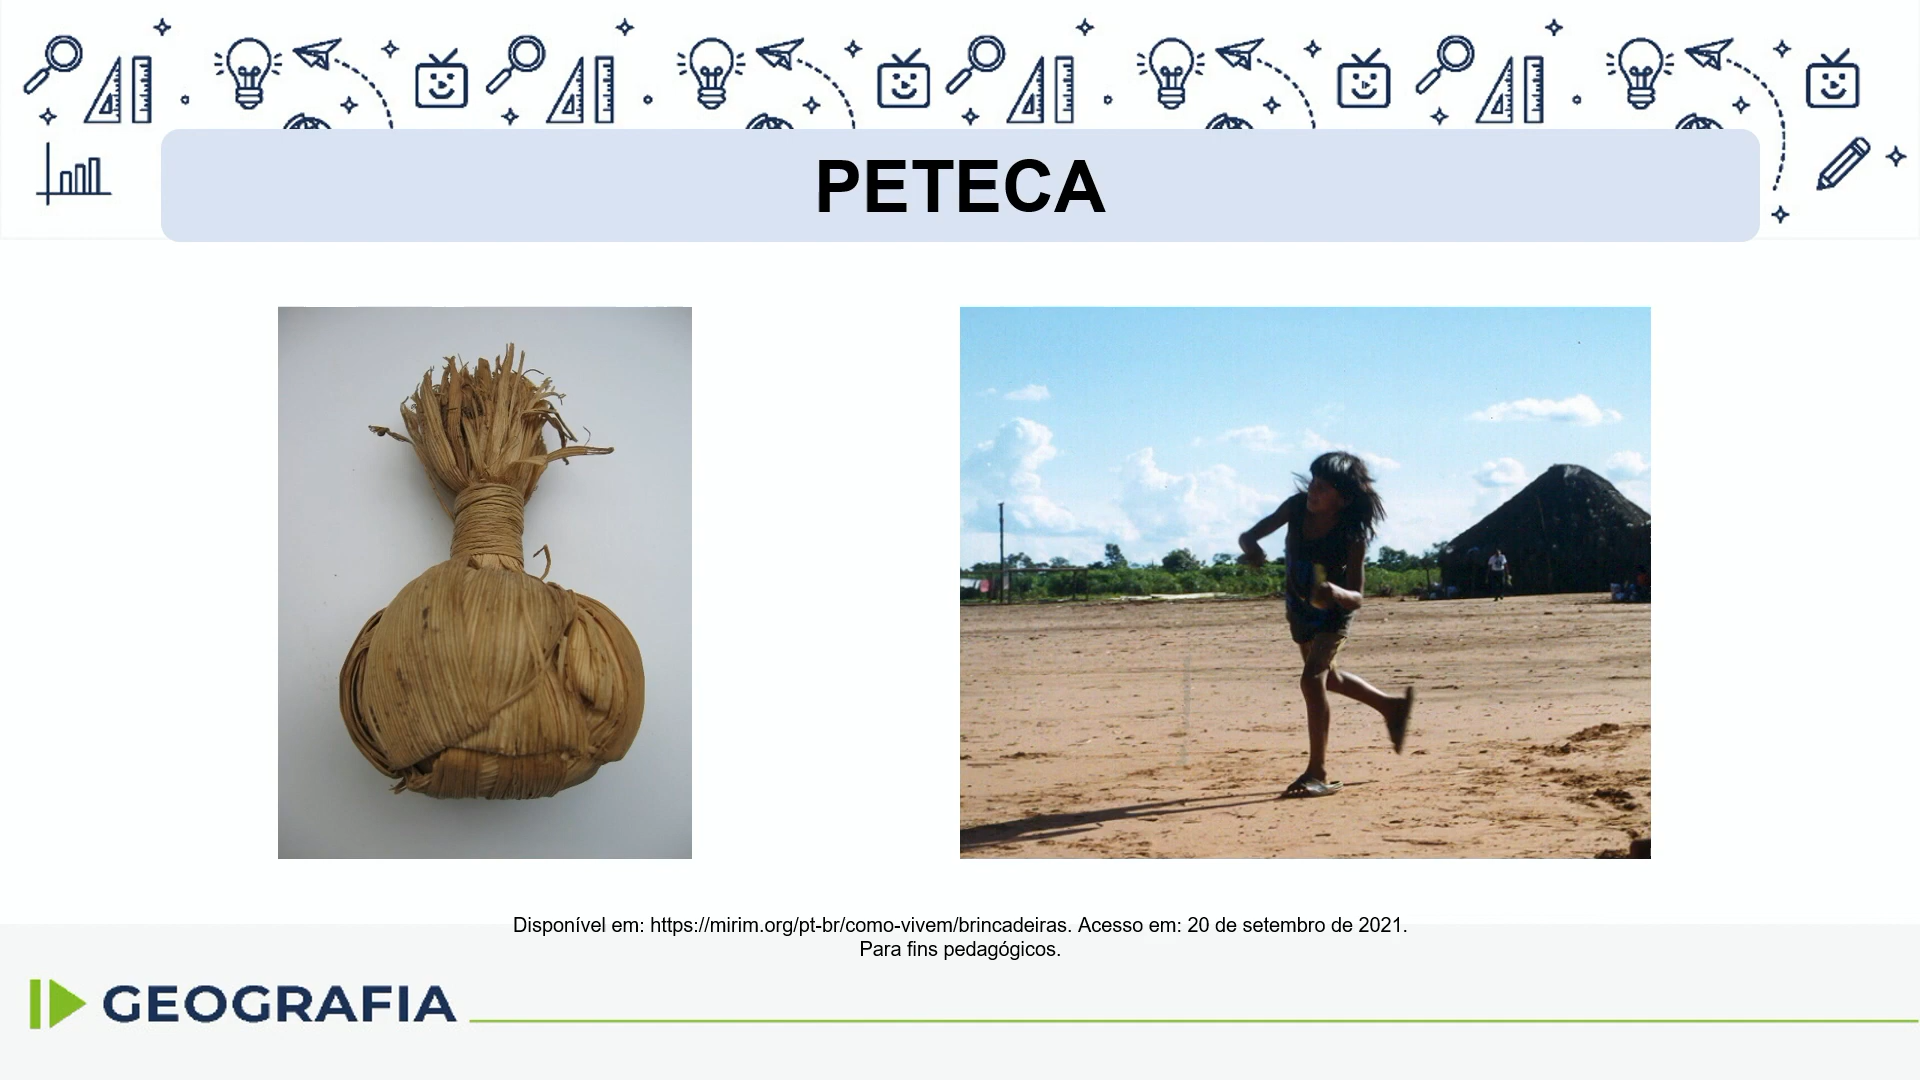 PETECA
Disponível em: https://mirim.org/pt-br/como-vivem/brincadeiras. Acesso em: 20 de setembro de 2021.
Para fins pedagógicos.
GEOGRAFIA